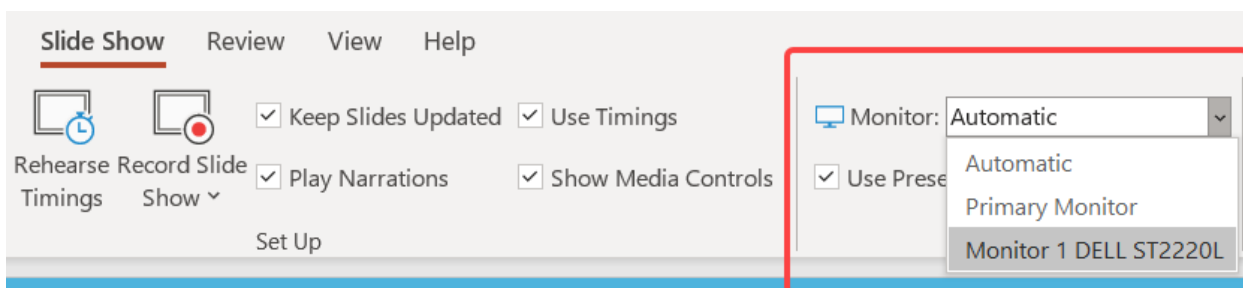 Slide Show Review View Help
Keep Slides Updated Use Timings Monitor: Automatic
Rehearse Timings
Record Slide Show
Play Narrations Show Media Controls Use Prese
Automatic
Primary Monitor
Monitor 1 DELL ST2220L
Set Up